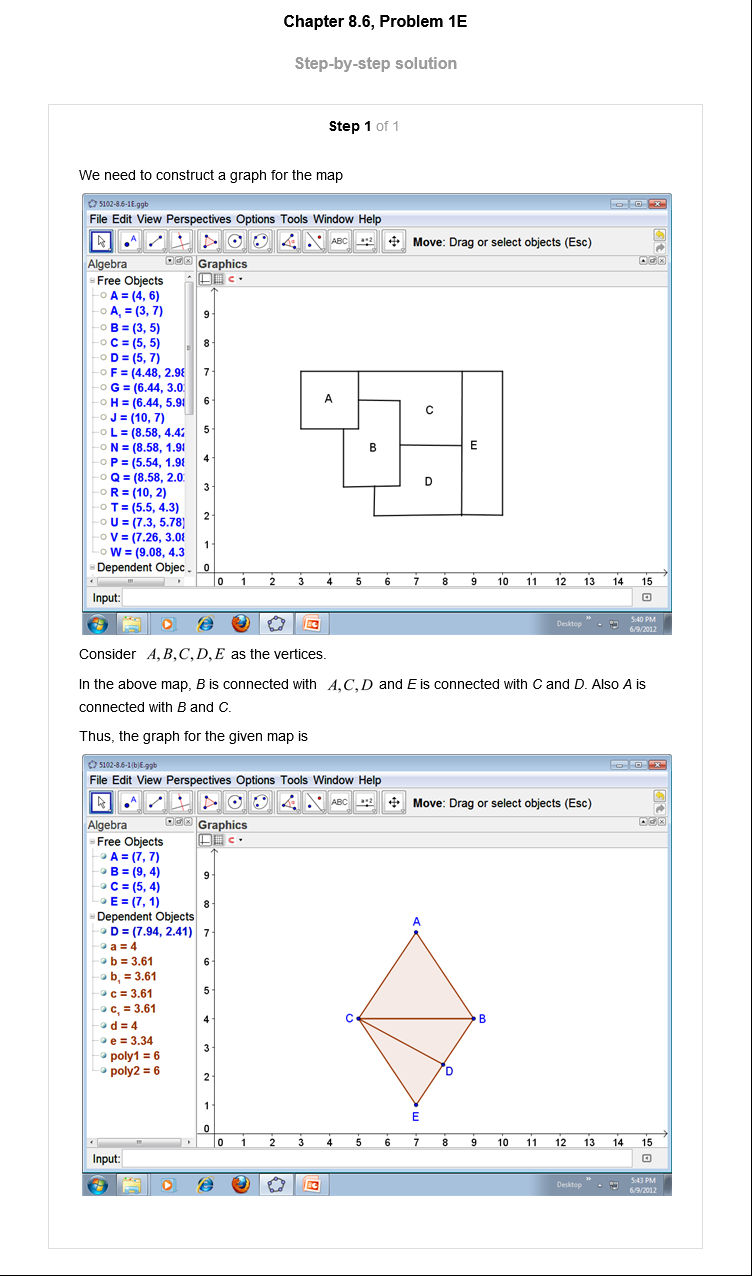 Chapter 8.6, Problem 1E
Step-by-step solution
Step 1 of 1
We need to construct a graph for the map
5102-8.6-1E.ggb
File Edit View Perspectives Options Tools Window Help
ABC
a=2
Move: Drag or select objects (Esc)
Algebra
Graphics
Free Objects
A = (4, 6)
A₁ = (3, 7)
B = (3, 5)
C = (5, 5)
D = (5, 7)
F = (4.48, 2.98
G = (6.44, 3.0
H = (6.44, 5.98
J = (10, 7)
L = (8.58, 4.42
N = (8.58, 1.98
P = (5.54, 1.98
Q = (8.58, 2.0
R = (10, 2)
T = (5.5, 4.3)
U = (7.3, 5.78)
V = (7.26, 3.08
W = (9.08, 4.3
Dependent Objec
9
8
7
6
5
4
3
2
1
0
A
B
C
D
E
0 1 2 3 4 5 6 7 8 9 10 11 12 13 14 15
Input:
Desktop
5:40 PM
6/9/2012
Consider A, B, C, D, E as the vertices.
In the above map, B is connected with A, C, D and E is connected with C and D. Also A is
connected with B and C.
Thus, the graph for the given map is
5102-8.6-1(b)E.ggb
File Edit View Perspectives Options Tools Window Help
ABC
a=2
Move: Drag or select objects (Esc)
Algebra
Graphics
Free Objects
A = (7, 7)
B = (9, 4)
C = (5, 4)
E = (7, 1)
Dependent Objects
D = (7.94, 2.41)
a = 4
b = 3.61
b₁ = 3.61
c = 3.61
c₁ = 3.61
d = 4
e = 3.34
poly1 = 6
poly2 = 6
9
8
7
6
5
4
3
2
1
0
A
C
B
D
E
0 1 2 3 4 5 6 7 8 9 10 11 12 13 14 15
Input:
Desktop
5:43 PM
6/9/2012